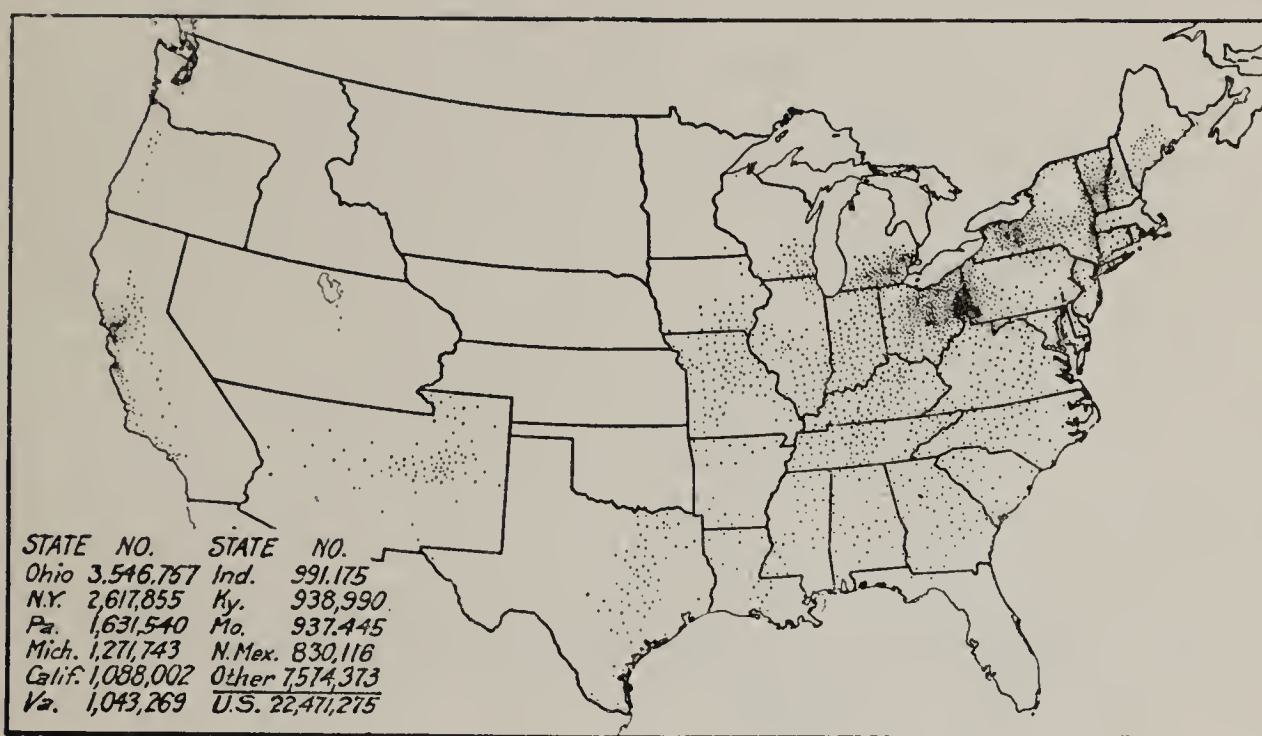 STATE NO. STATE NO.
Ohio 3.546.767 Ind. 991.175
N.Y. 2,617,855 Ky. 938,990
Pa. 1,631,540 Mo. 937.445
Mich. 1,271,743 N.Mex. 830,116
Calif. 1,088,002 Other 7,574,373
Va. 1,043,269 U.S. 22,471,275